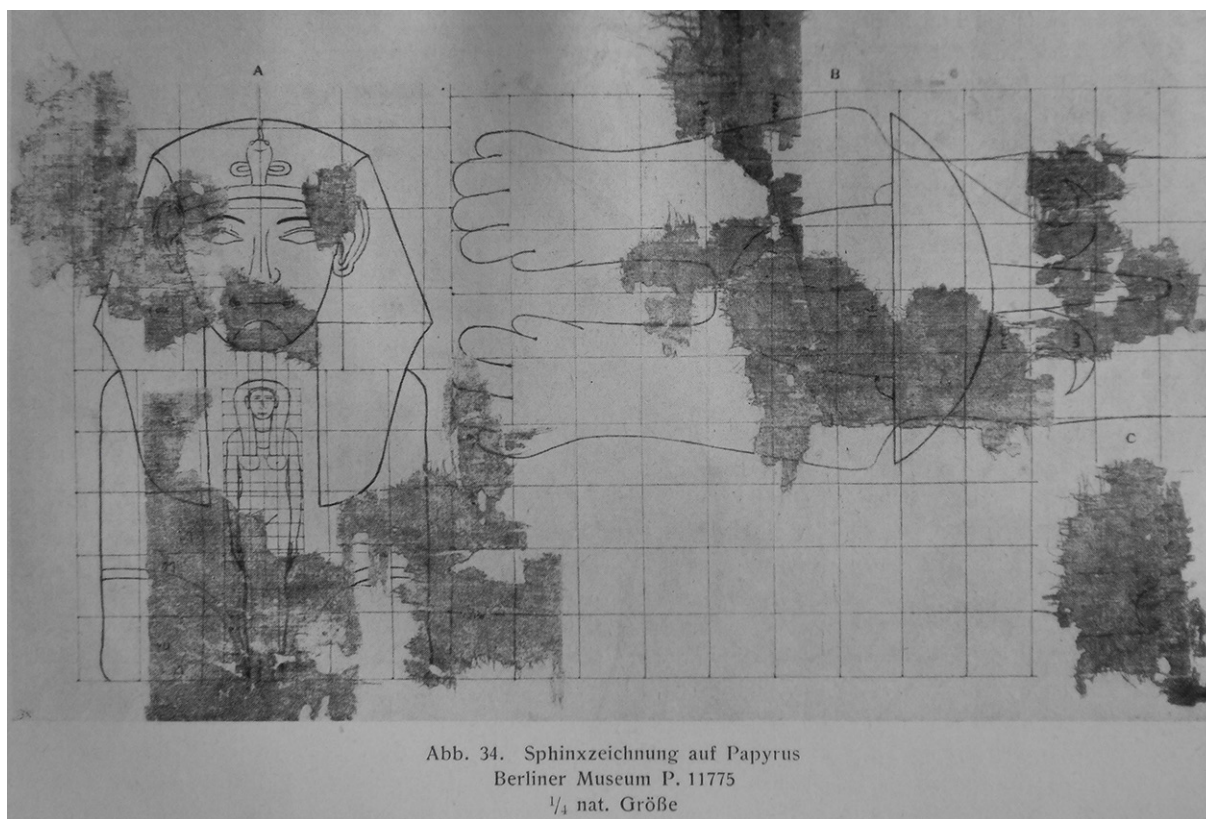 A
B
C
Abb. 34. Sphinxzeichnung auf Papyrus
Berliner Museum P. 11775
¹/₄ nat. Größe